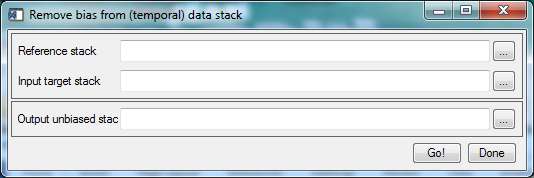 Remove bias from (temporal) data stack
Reference stack
...
Input target stack
...
Output unbiased stac
...
Go!
Done